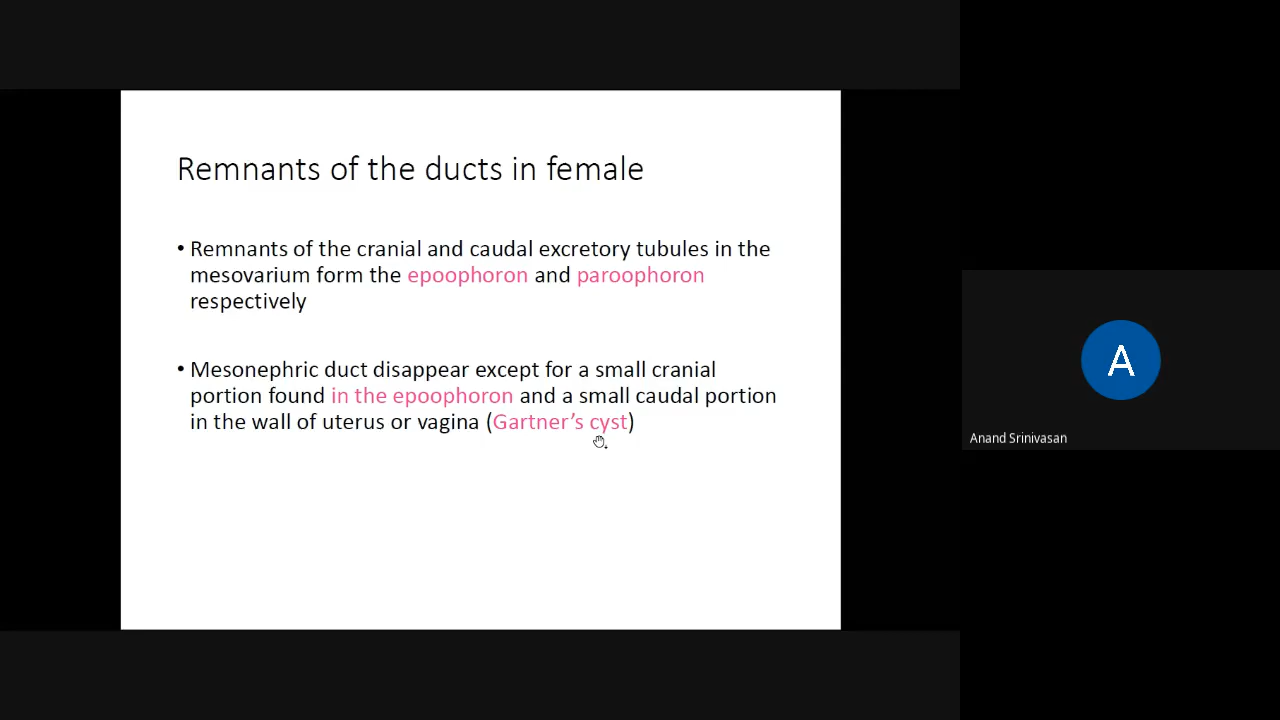 Remnants of the ducts in female
• Remnants of the cranial and caudal excretory tubules in the
mesovarium form the epoophoron and paroophoron
respectively
• Mesonephric duct disappear except for a small cranial
portion found in the epoophoron and a small caudal portion
in the wall of uterus or vagina (Gartner’s cyst)
A
Anand Srinivasan